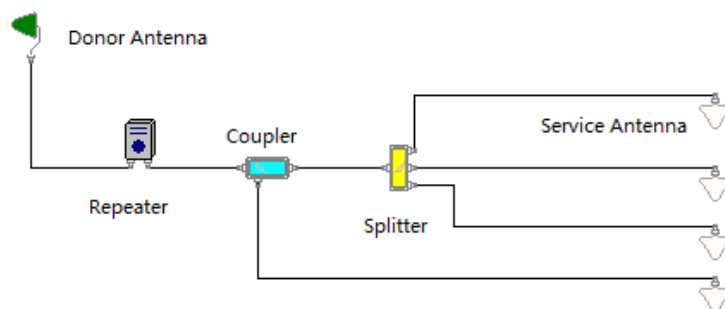 Donor Antenna
Coupler
Service Antenna
Repeater
Splitter